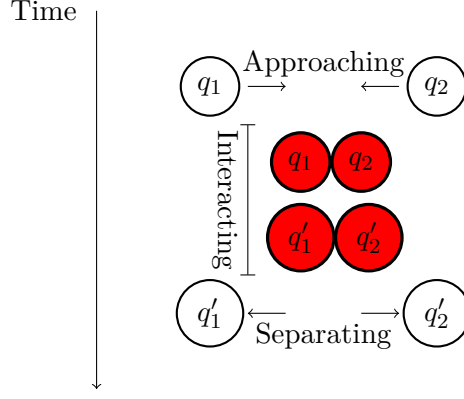 Time
Approaching
q₁
q₂
Interacting
q₁
q₂
q₁′
q₂′
q₁′
q₂′
Separating